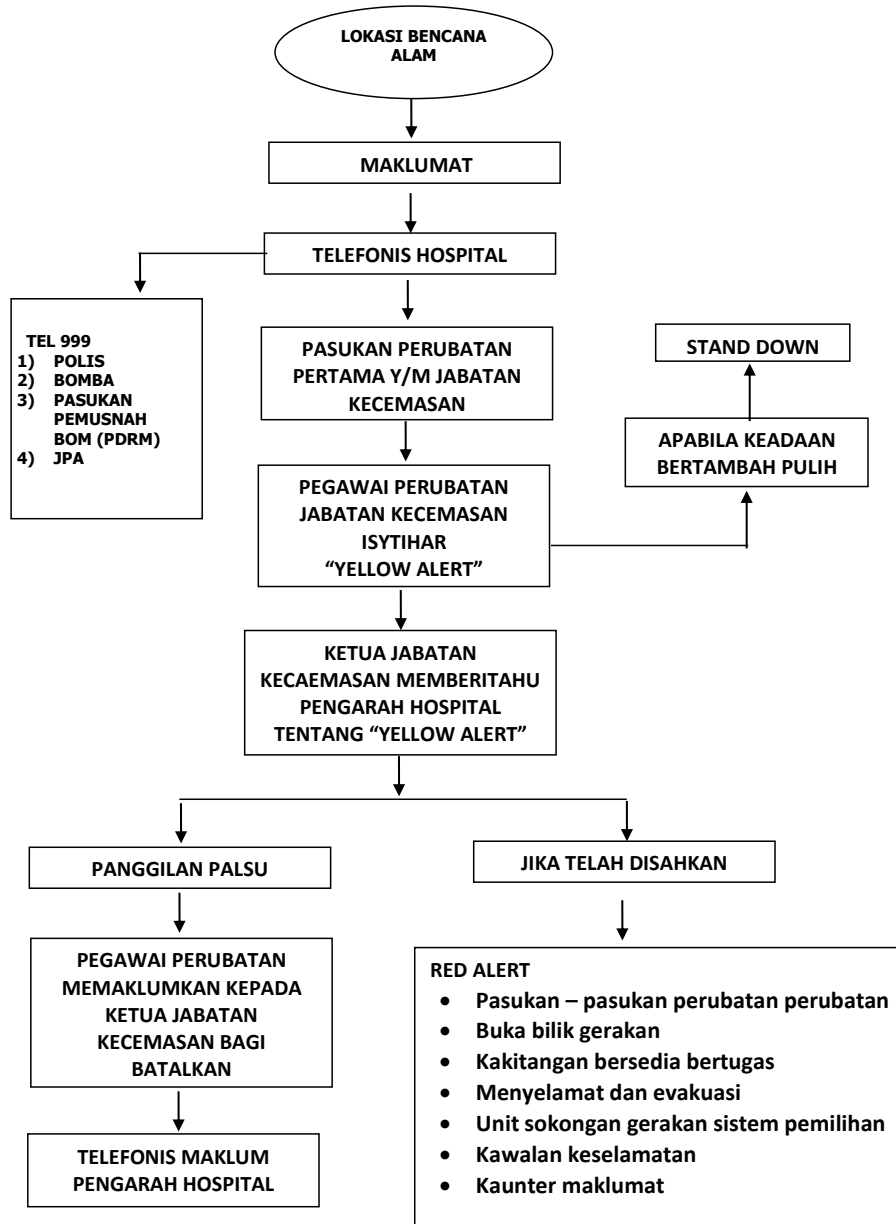 LOKASI BENCANA
ALAM
MAKLUMAT
TELEFONIS HOSPITAL
TEL 999
1) POLIS
2) BOMBA
3) PASUKAN
PEMUSNAH
BOM (PDRM)
4) JPA
PASUKAN PERUBATAN
PERTAMA Y/M JABATAN
KECEMASAN
STAND DOWN
APABILA KEADAAN
BERTAMBAH PULIH
PEGAWAI PERUBATAN
JABATAN KECEMASAN
ISYTIHAR
“YELLOW ALERT”
KETUA JABATAN
KECAEMASAN MEMBERITAHU
PENGARAH HOSPITAL
TENTANG “YELLOW ALERT”
PANGGILAN PALSU
JIKA TELAH DISAHKAN
PEGAWAI PERUBATAN
MEMAKLUMKAN KEPADA
KETUA JABATAN
KECEMASAN BAGI
BATALKAN
TELEFONIS MAKLUM
PENGARAH HOSPITAL
RED ALERT
• Pasukan – pasukan perubatan perubatan
• Buka bilik gerakan
• Kakitangan bersedia bertugas
• Menyelamat dan evakuasi
• Unit sokongan gerakan sistem pemilihan
• Kawalan keselamatan
• Kaunter maklumat